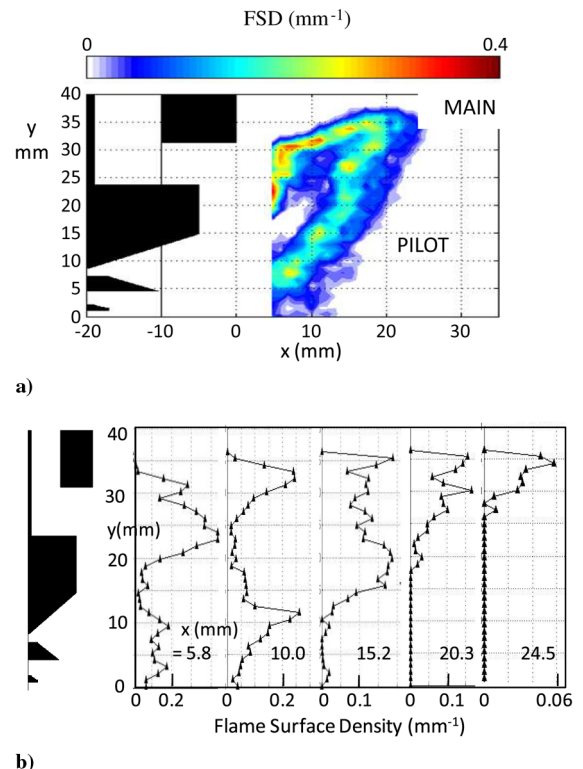 FSD (mm-1)
0 0.4
40
y 35
mm 30
25
20
15
10
5
0
MAIN
PILOT
-20 -10 0 10 20 30
x (mm)
a)
40
30
y(mm)
20
10
0
x (mm)
= 5.8 10.0 15.2 20.3 24.5
0.2 0 0.2 0 0.1 0 0.1 0 0.06
Flame Surface Density (mm-1)
b)